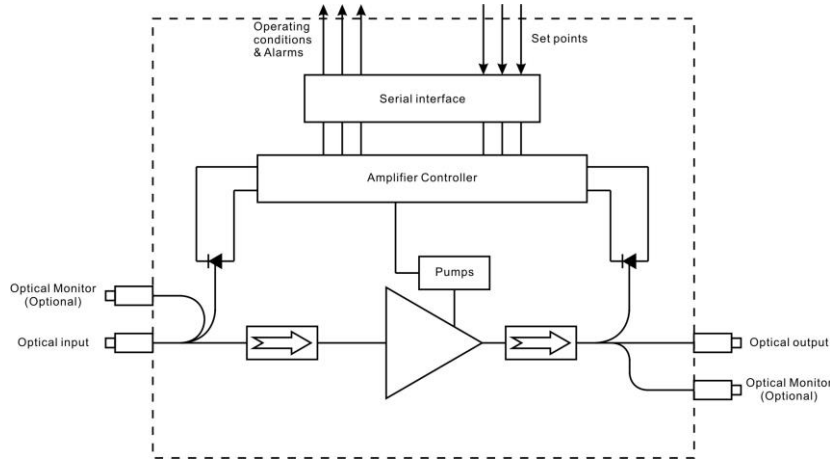 Operating
conditions
& Alarms
Set points
Serial interface
Amplifier Controller
Pumps
Optical Monitor
(Optional)
Optical input
Optical output
Optical Monitor
(Optional)